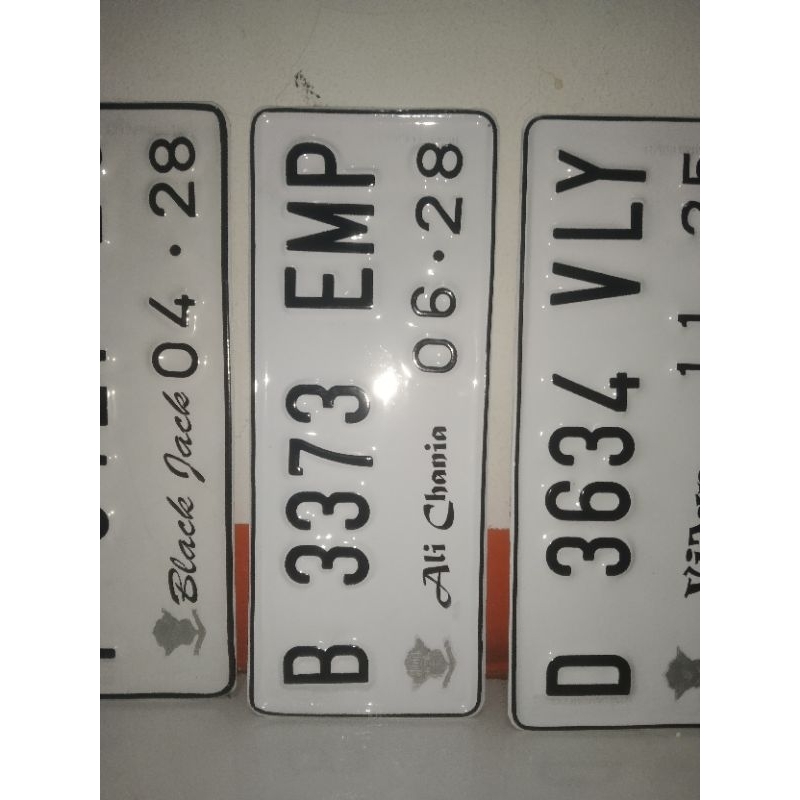 04·28
Black Jack
B 3373 EMP
06·28
Ali Chania
D 3634 VLY